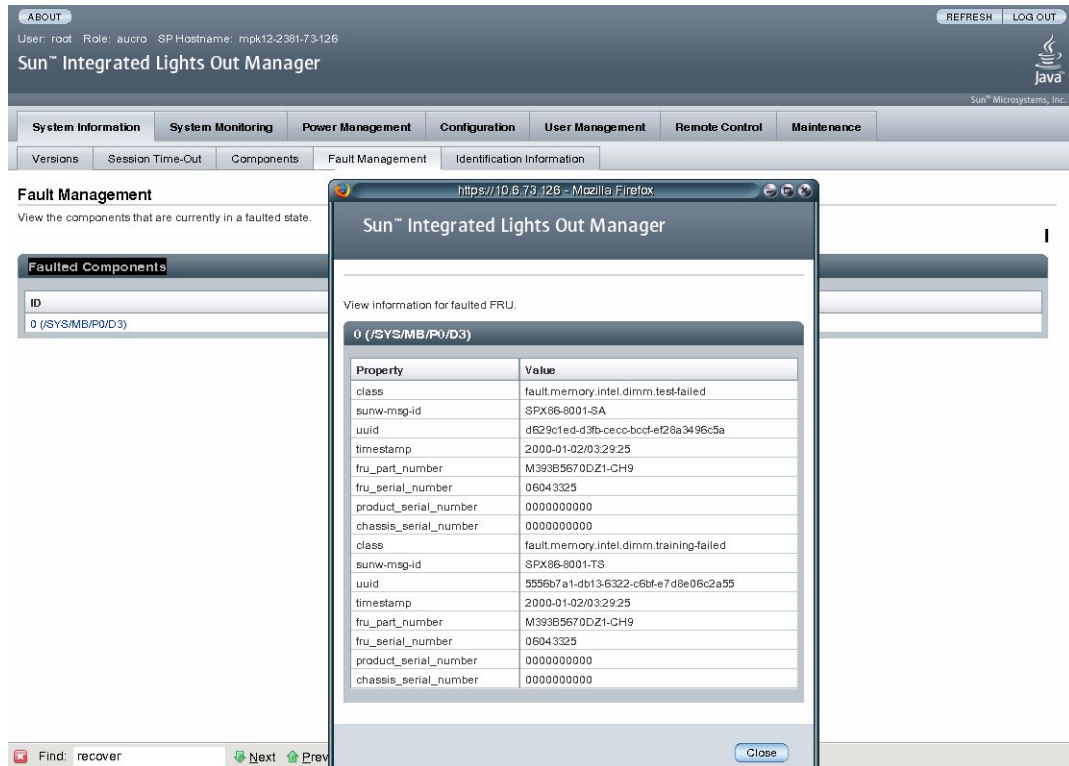 ABOUT
REFRESH LOG OUT
User: root Role: aucro SP Hostname: mpk12-2381-73-126
Sun™ Integrated Lights Out Manager
Java™
Sun™ Microsystems, Inc.
System Information System Monitoring Power Management Configuration User Management Remote Control Maintenance
Versions Session Time-Out Components Fault Management Identification Information
Fault Management
View the components that are currently in a faulted state.
Faulted Components
ID
0 (/SYS/MB/P0/D3)
https://10.6.73.126 - Mozilla Firefox
Sun™ Integrated Lights Out Manager
View information for faulted FRU.
0 (/SYS/MB/P0/D3)
Property Value
class fault.memory.intel.dimm.test-failed
sunw-msg-id SPX86-8001-SA
uuid d629c1ed-d3fb-cecc-bccf-ef28a3496c5a
timestamp 2000-01-02/03:29:25
fru_part_number M393B5670DZ1-CH9
fru_serial_number 06043325
product_serial_number 0000000000
chassis_serial_number 0000000000
class fault.memory.intel.dimm.training-failed
sunw-msg-id SPX86-8001-TS
uuid 5556b7a1-db13-6322-c6bf-e7d8e06c2a55
timestamp 2000-01-02/03:29:25
fru_part_number M393B5670DZ1-CH9
fru_serial_number 06043325
product_serial_number 0000000000
chassis_serial_number 0000000000
Close
Find: recover Next Prev